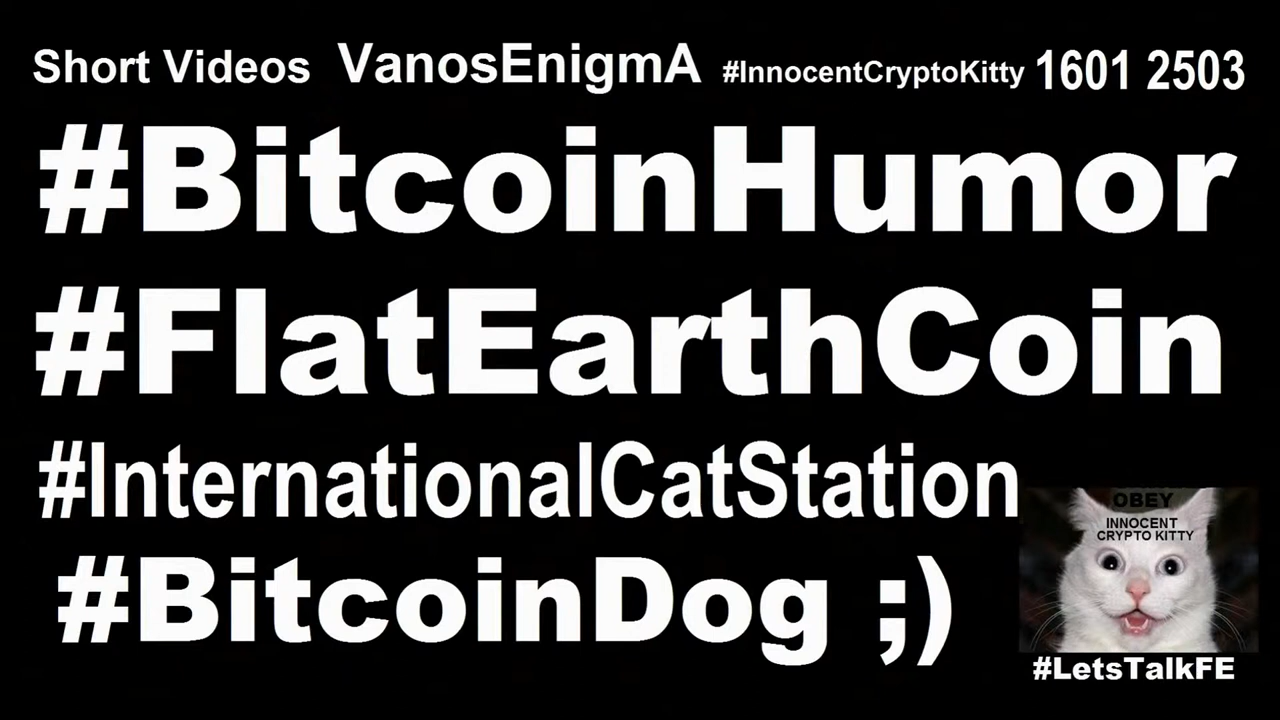 Short Videos VanosEnigmA #InnocentCryptoKitty 1601 2503
#BitcoinHumor
#FlatEarthCoin
#InternationalCatStation
#BitcoinDog ;)
OBEY
INNOCENT
CRYPTO KITTY
#LetsTalkFE